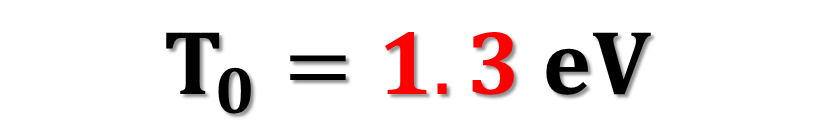 T₀ = 1.3 eV